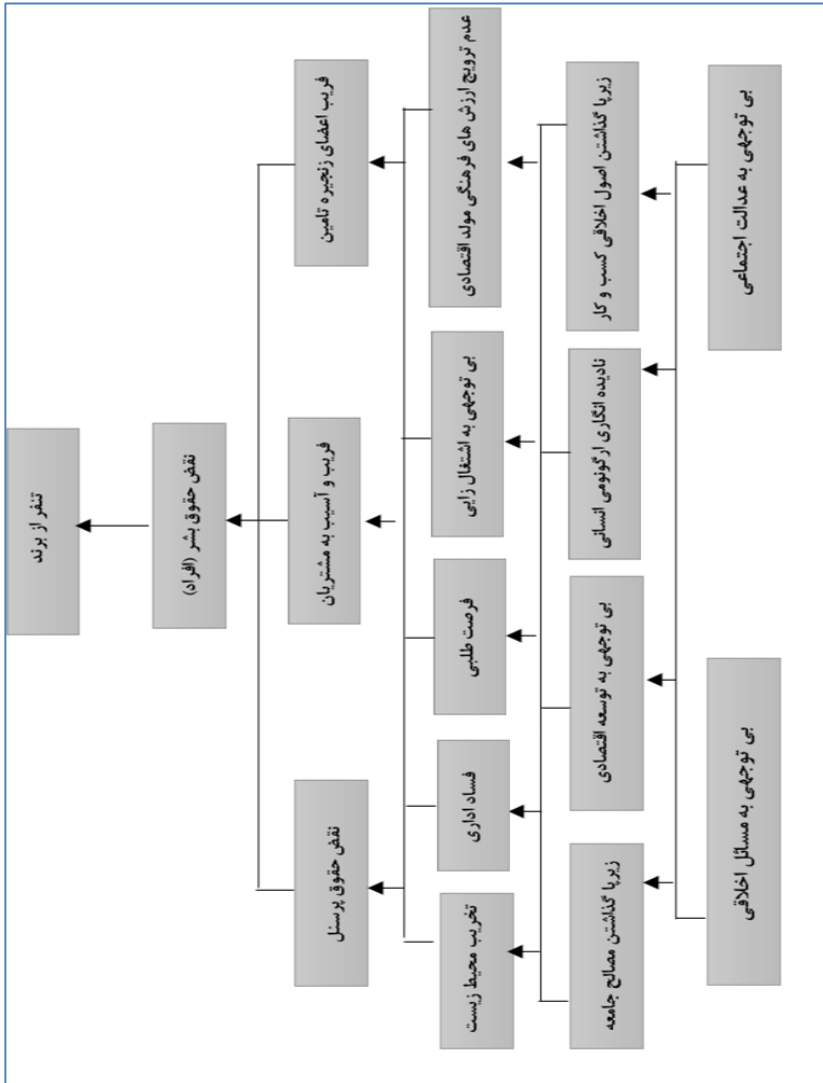 تنفر از برند
نقض حقوق بشر (افراد)
نقض حقوق پرسنل
فریب و آسیب به مشتریان
فریب اعضای زنجیره تامین
تخریب محیط زیست
فساد اداری
فرصت طلبی
بی توجهی به اشتغال زایی
عدم ترویج ارزش های فرهنگی مولد اقتصادی
زیرپا گذاشتن مصالح جامعه
بی توجهی به توسعه اقتصادی
نادیده انگاری ارگونومی انسانی
زیرپا گذاشتن اصول اخلاقی کسب و کار
بی توجهی به مسائل اخلاقی
بی توجهی به عدالت اجتماعی